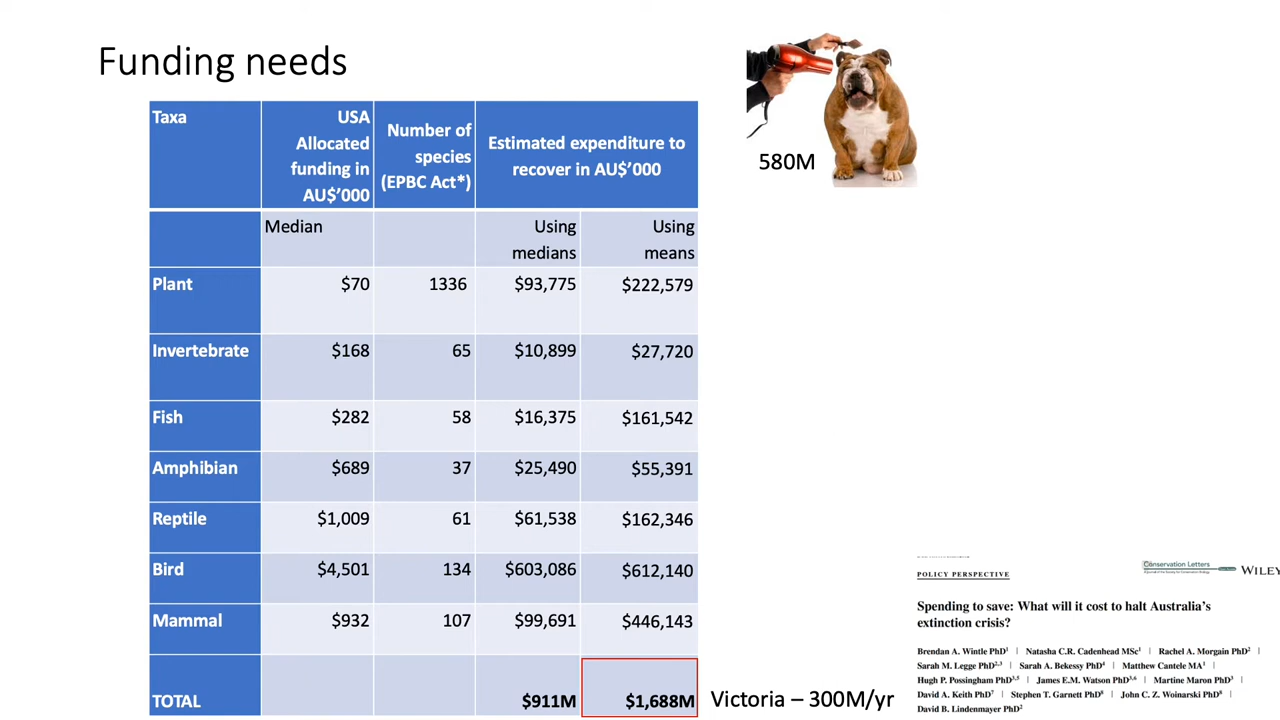 Funding needs
580M
Taxa
USA
Allocated
funding in
AU$’000
Number of
species
(EPBC Act*)
Estimated expenditure to
recover in AU$’000
Median
Using
medians
Using
means
Plant $70 1336 $93,775 $222,579
Invertebrate $168 65 $10,899 $27,720
Fish $282 58 $16,375 $161,542
Amphibian $689 37 $25,490 $55,391
Reptile $1,009 61 $61,538 $162,346
Bird $4,501 134 $603,086 $612,140
Mammal $932 107 $99,691 $446,143
TOTAL $911M $1,688M
Victoria – 300M/yr
POLICY PERSPECTIVE
Conservation Letters
WILEY
Spending to save: What will it cost to halt Australia’s
extinction crisis?
Brendan A. Wintle PhD1 | Natasha C.R. Cadenhead MSc1 | Rachel A. Morgain PhD2 |
Sarah M. Legge PhD2,3 | Sarah A. Bekessy PhD4 | Matthew Cantele MA1 |
Hugh P. Possingham PhD3,5 | James E.M. Watson PhD3,6 | Martine Maron PhD3 |
David A. Keith PhD7 | Stephen T. Garnett PhD8 | John C. Z. Woinarski PhD8 |
David B. Lindenmayer PhD2